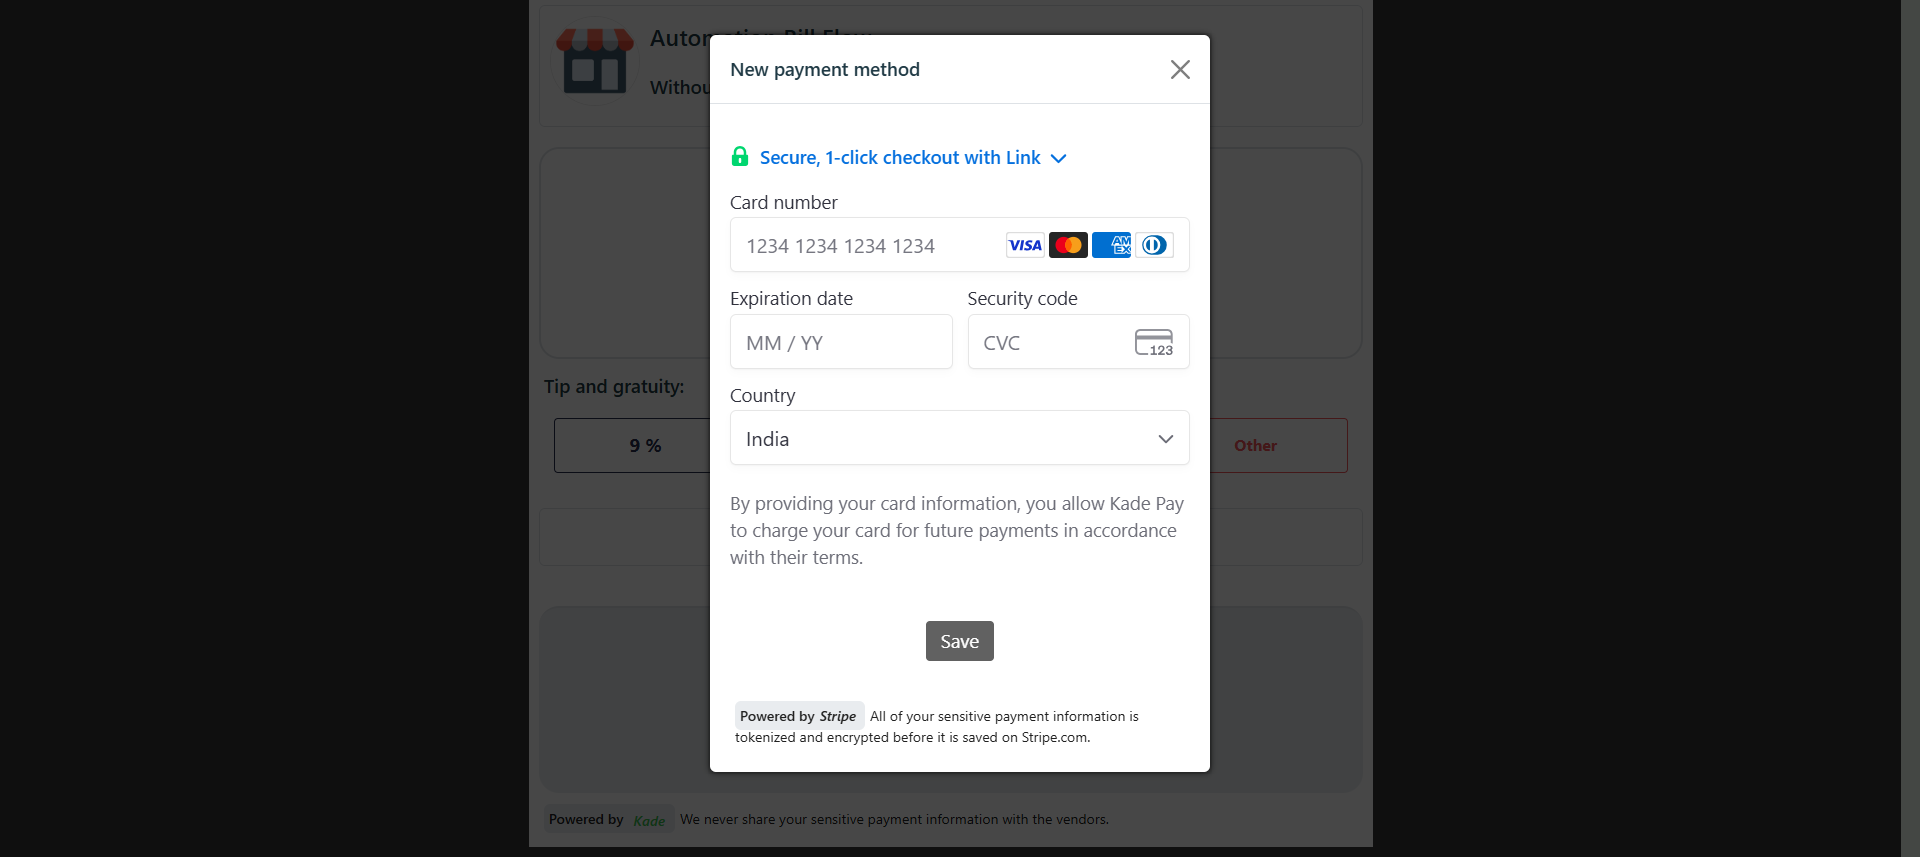 New payment method
Secure, 1-click checkout with Link
Card number
1234 1234 1234 1234
VISA
AM
EX
Expiration date
Security code
MM / YY
CVC
123
Country
India
By providing your card information, you allow Kade Pay
to charge your card for future payments in accordance
with their terms.
Save
Powered by Stripe All of your sensitive payment information is
tokenized and encrypted before it is saved on Stripe.com.
Tip and gratuity:
9 %
Other
Powered by Kade We never share your sensitive payment information with the vendors.